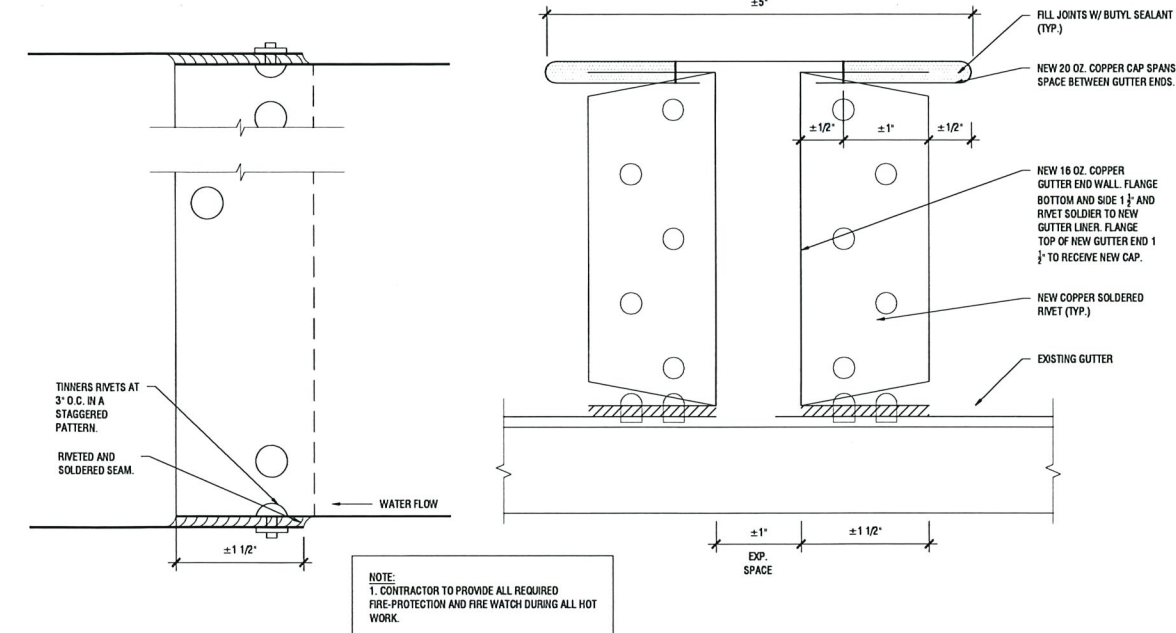 ±5"
FILL JOINTS W/ BUTYL SEALANT
(TYP.)
NEW 20 OZ. COPPER CAP SPANS
SPACE BETWEEN GUTTER ENDS.
±1/2"
±1"
±1/2"
NEW 16 OZ. COPPER
GUTTER END WALL. FLANGE
BOTTOM AND SIDE 1 ½" AND
RIVET SOLDIER TO NEW
GUTTER LINER. FLANGE
TOP OF NEW GUTTER END 1
½" TO RECEIVE NEW CAP.
NEW COPPER SOLDERED
RIVET (TYP.)
EXISTING GUTTER
TINNERS RIVETS AT
3" O.C. IN A
STAGGERED
PATTERN.
RIVETED AND
SOLDERED SEAM.
WATER FLOW
±1 1/2"
±1"
EXP.
SPACE
±1 1/2"
NOTE:
1. CONTRACTOR TO PROVIDE ALL REQUIRED
FIRE-PROTECTION AND FIRE WATCH DURING ALL HOT
WORK.